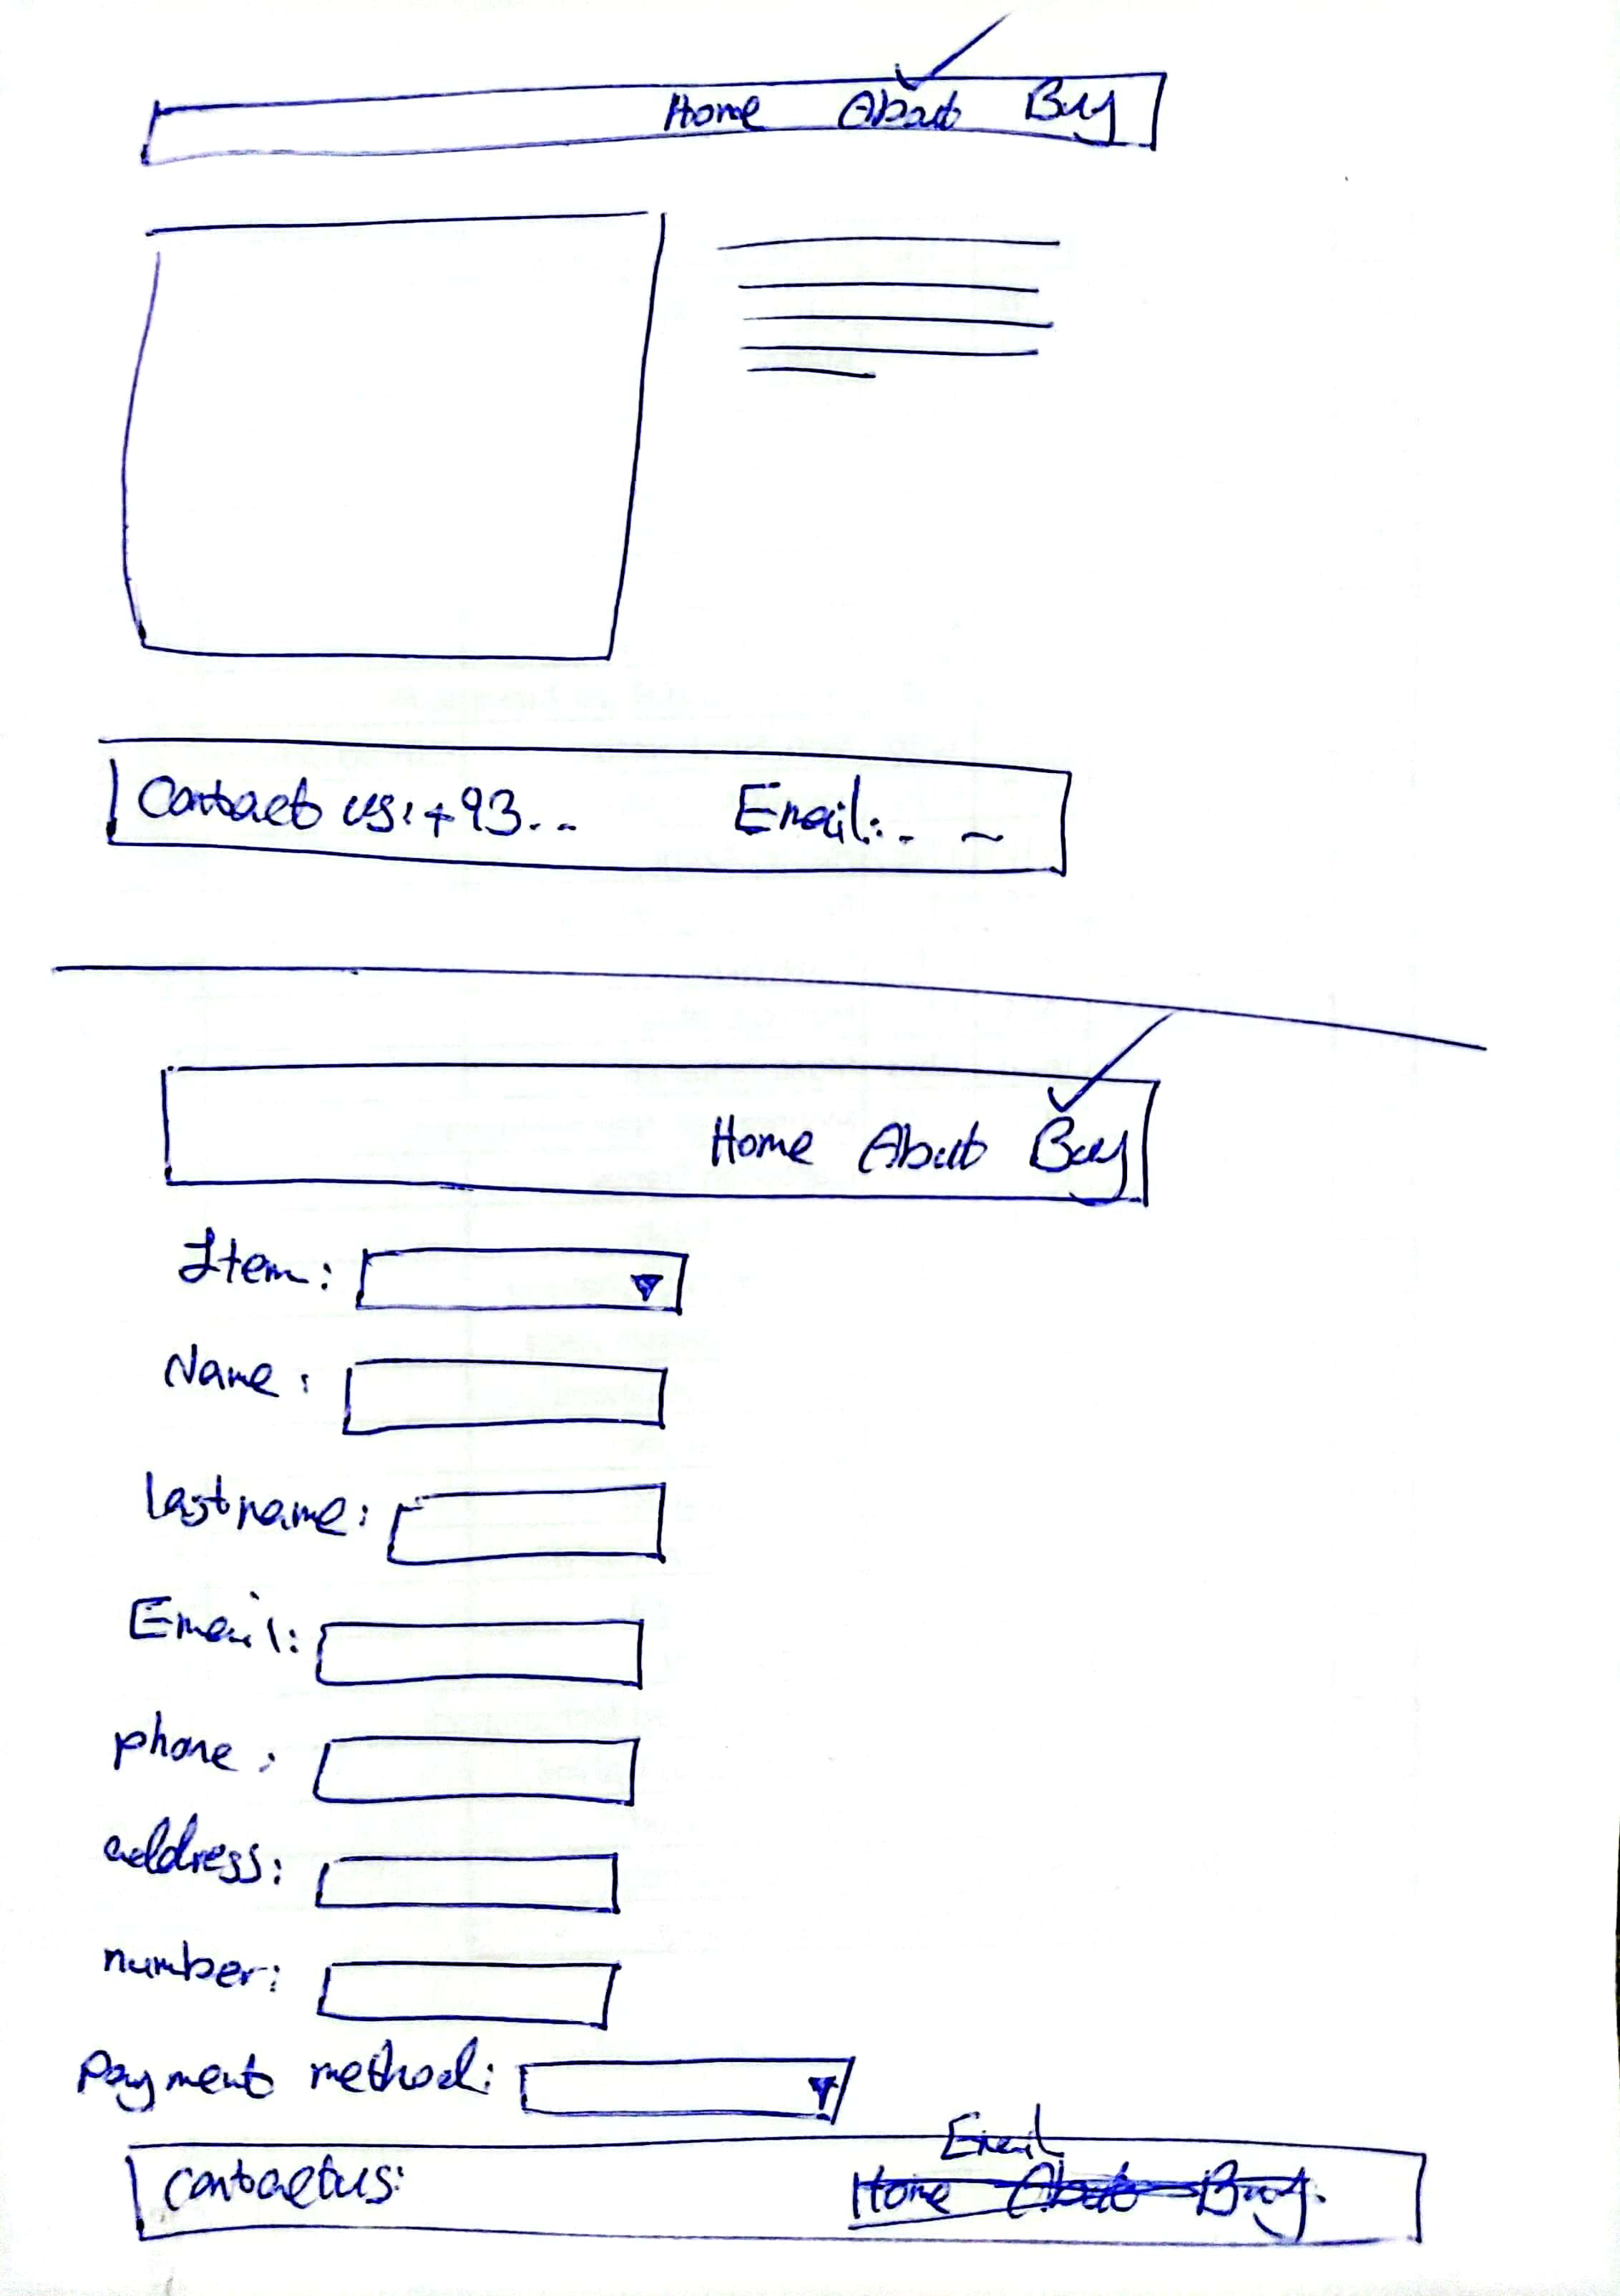 Home About Buy
Contact us: +93... Email:. ~
Home About Buy
Item:
Name:
lastname:
Email:
phone:
address:
number:
Payment method:
Email
Contactus: Home About Buy.